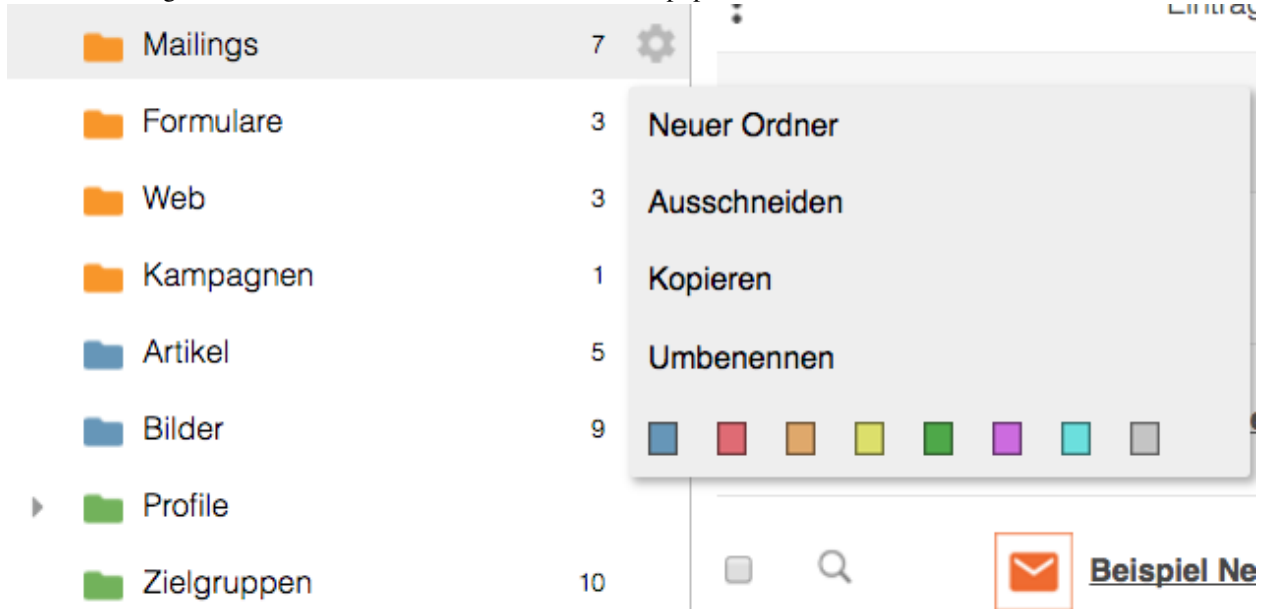 Mailings 7
Formulare 3
Neuer Ordner
Web 3
Ausschneiden
Kampagnen 1
Kopieren
Artikel 5
Umbenennen
Bilder 9
Profile
Zielgruppen 10
Beispiel Ne